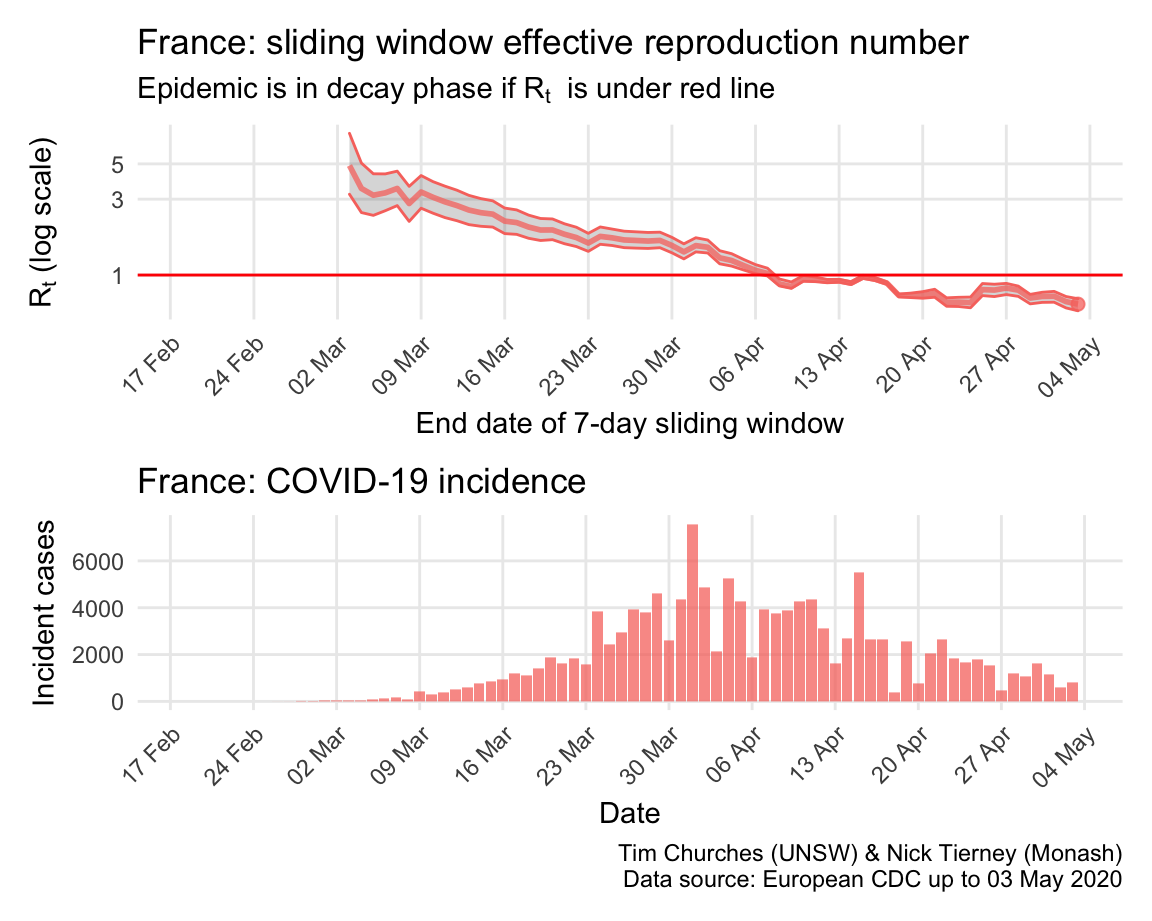 France: sliding window effective reproduction number
Epidemic is in decay phase if Rt is under red line
Rt (log scale)
5
3
1
17 Feb
24 Feb
02 Mar
09 Mar
16 Mar
23 Mar
30 Mar
06 Apr
13 Apr
20 Apr
27 Apr
04 May
End date of 7-day sliding window
France: COVID-19 incidence
Incident cases
6000
4000
2000
0
17 Feb
24 Feb
02 Mar
09 Mar
16 Mar
23 Mar
30 Mar
06 Apr
13 Apr
20 Apr
27 Apr
04 May
Date
Tim Churches (UNSW) & Nick Tierney (Monash)
Data source: European CDC up to 03 May 2020